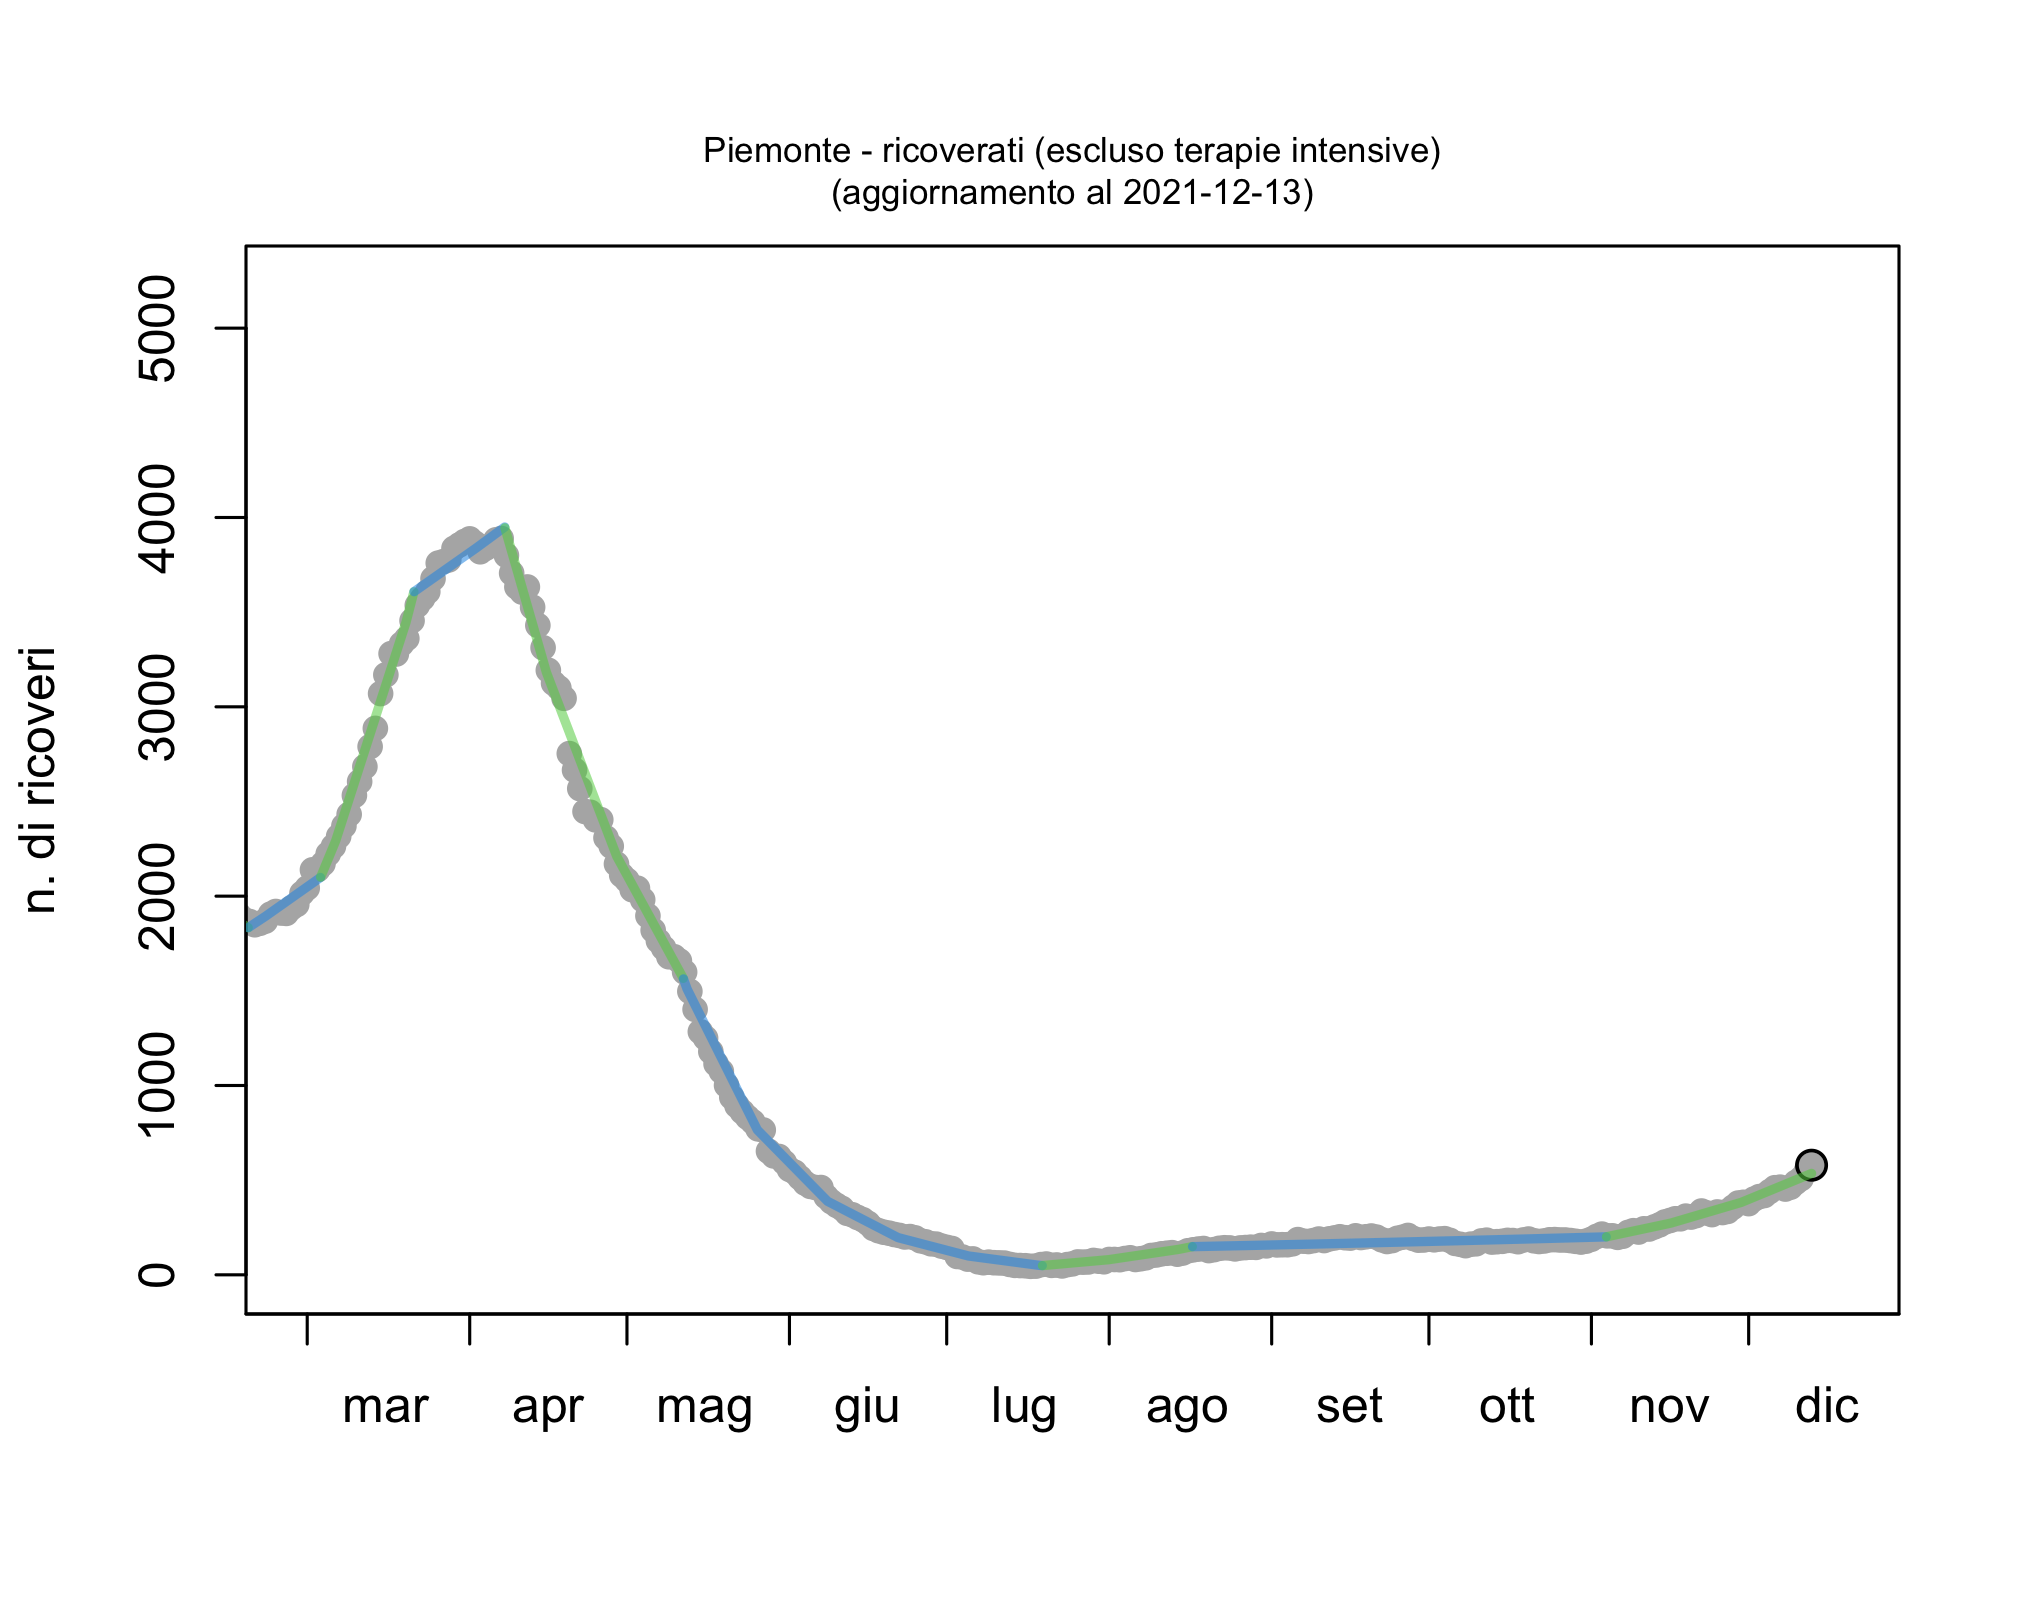 Piemonte - ricoverati (escluso terapie intensive)
(aggiornamento al 2021-12-13)
n. di ricoveri
5000
4000
3000
2000
1000
0
mar apr mag giu lug ago set ott nov dic